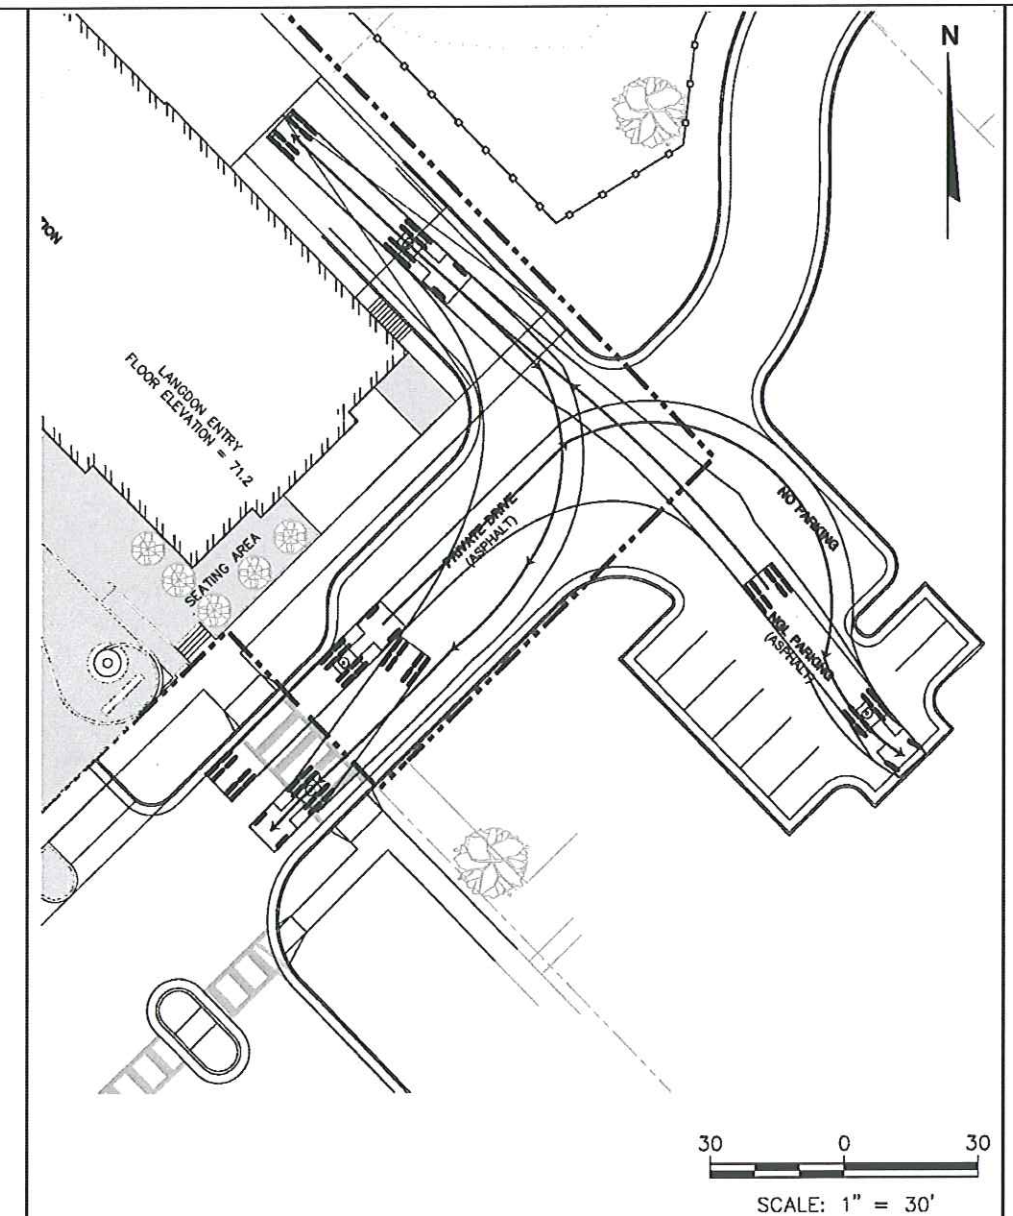 N
LANGDON ENTRY
FLOOR ELEVATION = 71.2
SEATING AREA
PRIVATE DRIVE
(ASPHALT)
NO PARKING
NGL PARKING
(ASPHALT)
30 0 30
SCALE: 1" = 30'